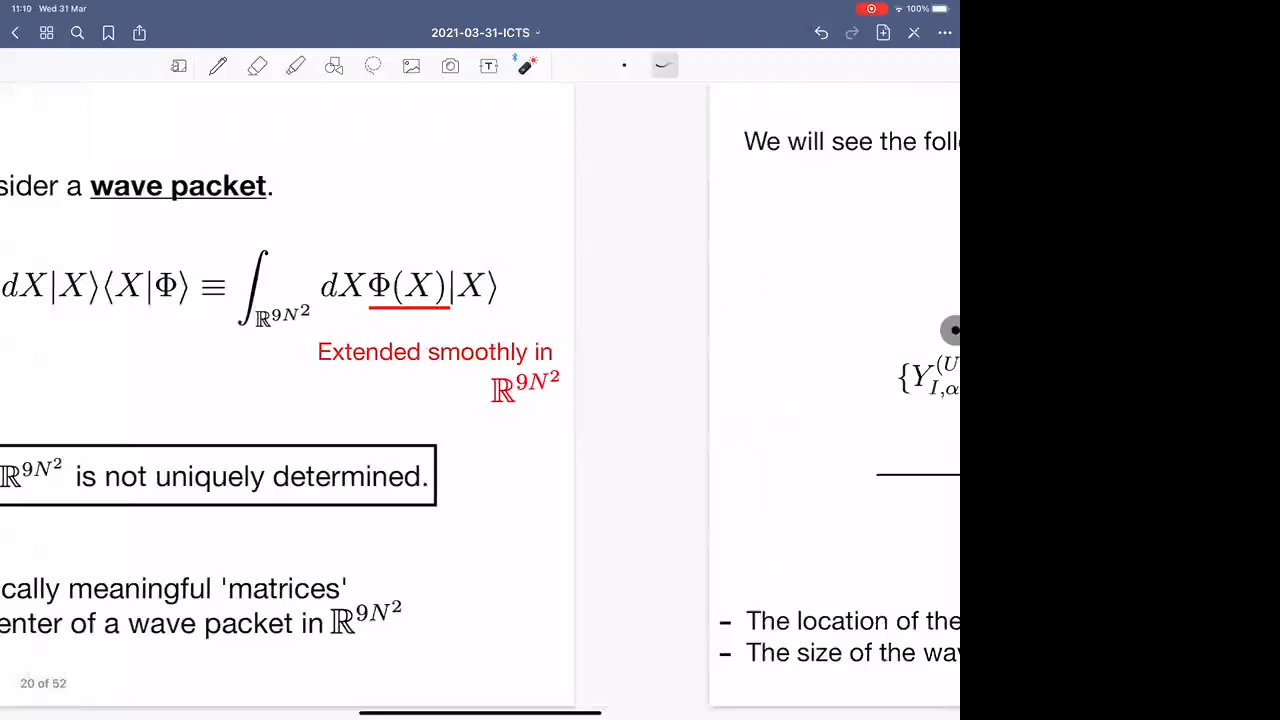 11:10 Wed 31 Mar
100%
2021-03-31-ICTS
sider a wave packet.
dX|X⟩⟨X|Φ⟩ ≡ ∫_{ℝ^{9N²}} dXΦ(X)|X⟩
Extended smoothly in
ℝ^{9N²}
ℝ^{9N²} is not uniquely determined.
cally meaningful 'matrices'
enter of a wave packet in ℝ^{9N²}
20 of 52
We will see the foll
{Y_{I,α}^{(U
- The location of the
- The size of the wav